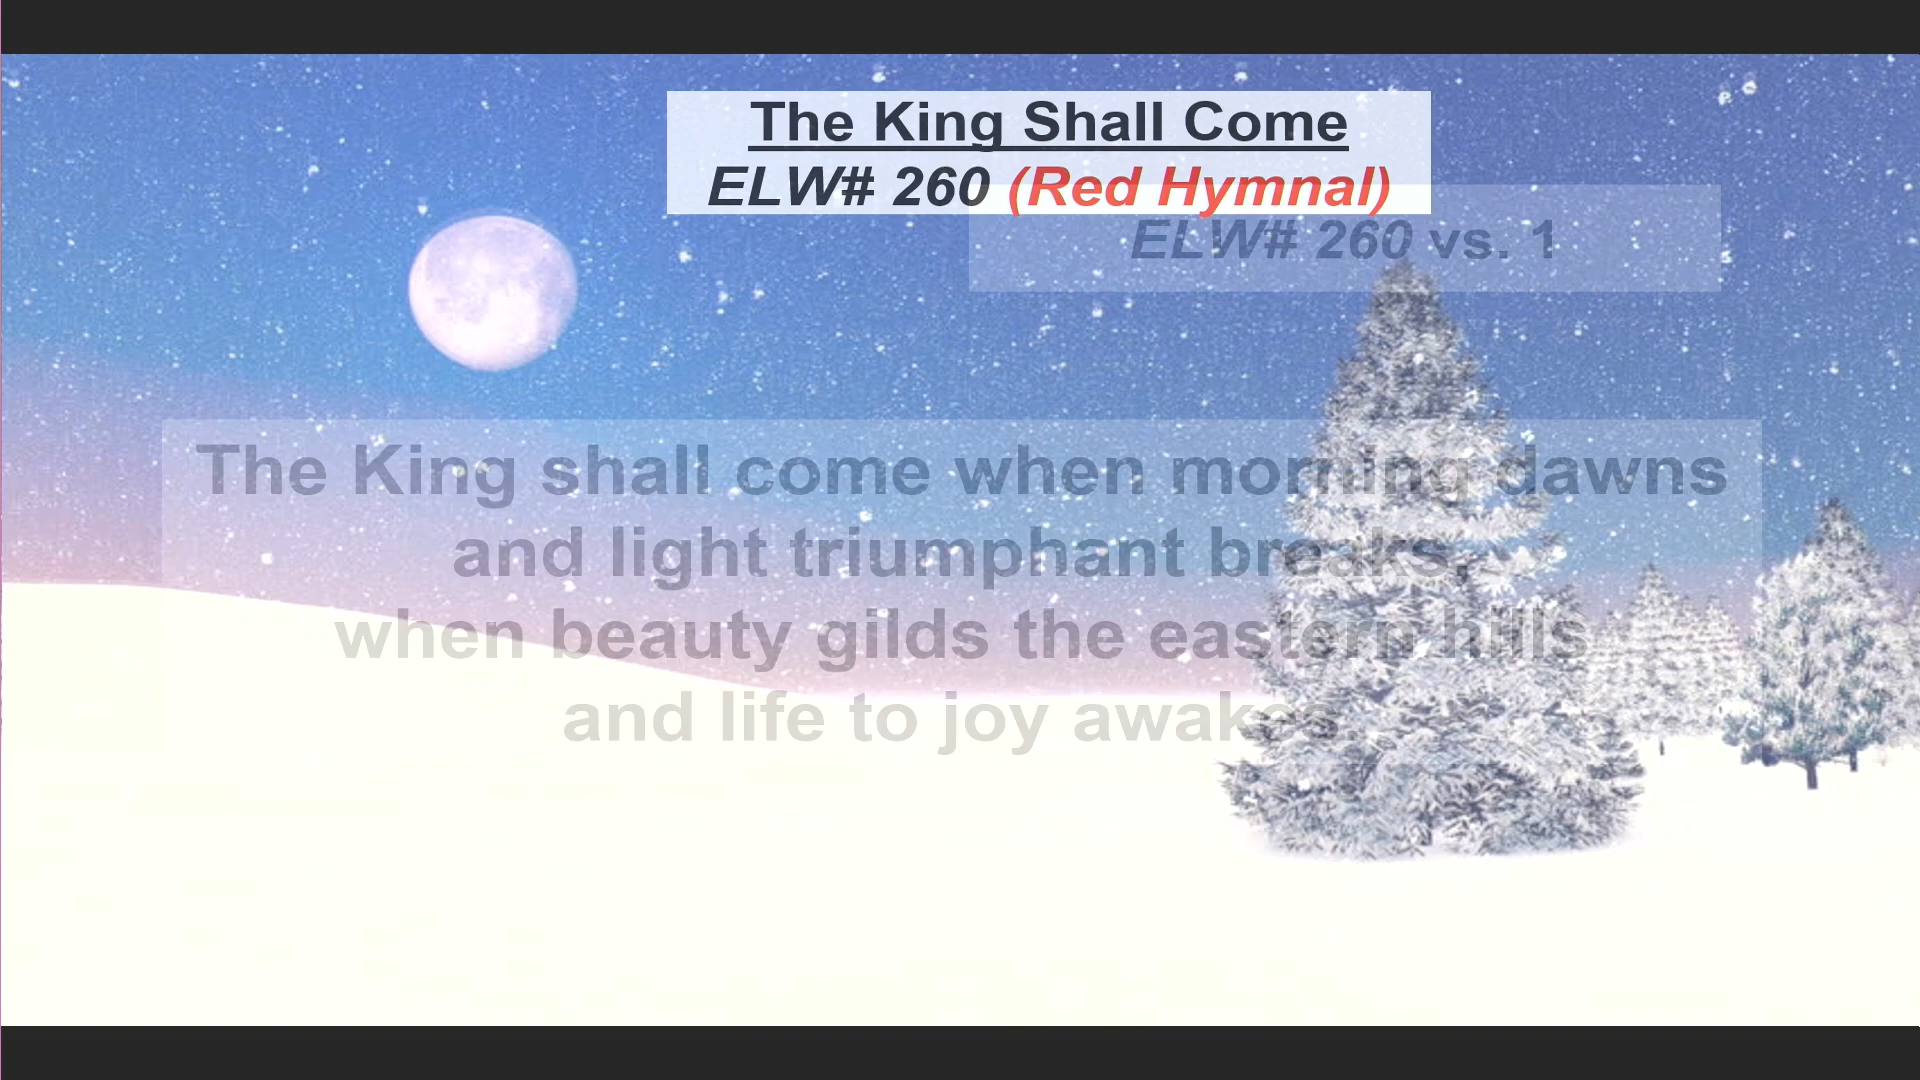 The King Shall Come
ELW# 260 (Red Hymnal)
ELW# 260 vs. 1
The King shall come when morning dawns
and light triumphant breaks,
when beauty gilds the eastern hills
and life to joy awakes.